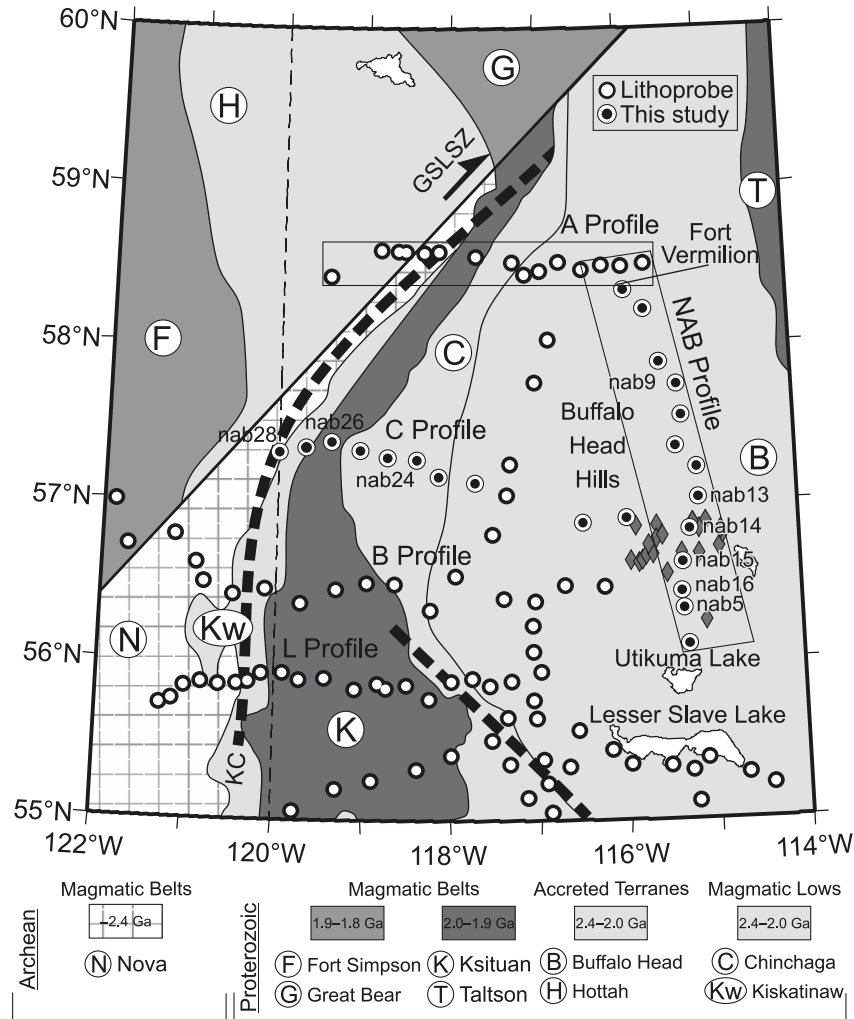 60°N
G
H
Lithoprobe
This study
GSLSZ
59°N
T
A Profile
Fort
Vermilion
58°N
F
C
NAB Profile
nab9
Buffalo
Head
Hills
nab28
nab26
C Profile
nab24
B
57°N
nab13
nab14
B Profile
nab15
nab16
nab5
N
Kw
56°N
L Profile
Utikuma Lake
Lesser Slave Lake
K
KC
55°N
122°W
120°W
118°W
116°W
114°W
Archean
Magmatic Belts
–2.4 Ga
N Nova
Proterozoic
Magmatic Belts
1.9–1.8 Ga
2.0–1.9 Ga
F Fort Simpson
K Ksituan
G Great Bear
T Taltson
Accreted Terranes
2.4–2.0 Ga
B Buffalo Head
H Hottah
Magmatic Lows
2.4–2.0 Ga
C Chinchaga
Kw Kiskatinaw